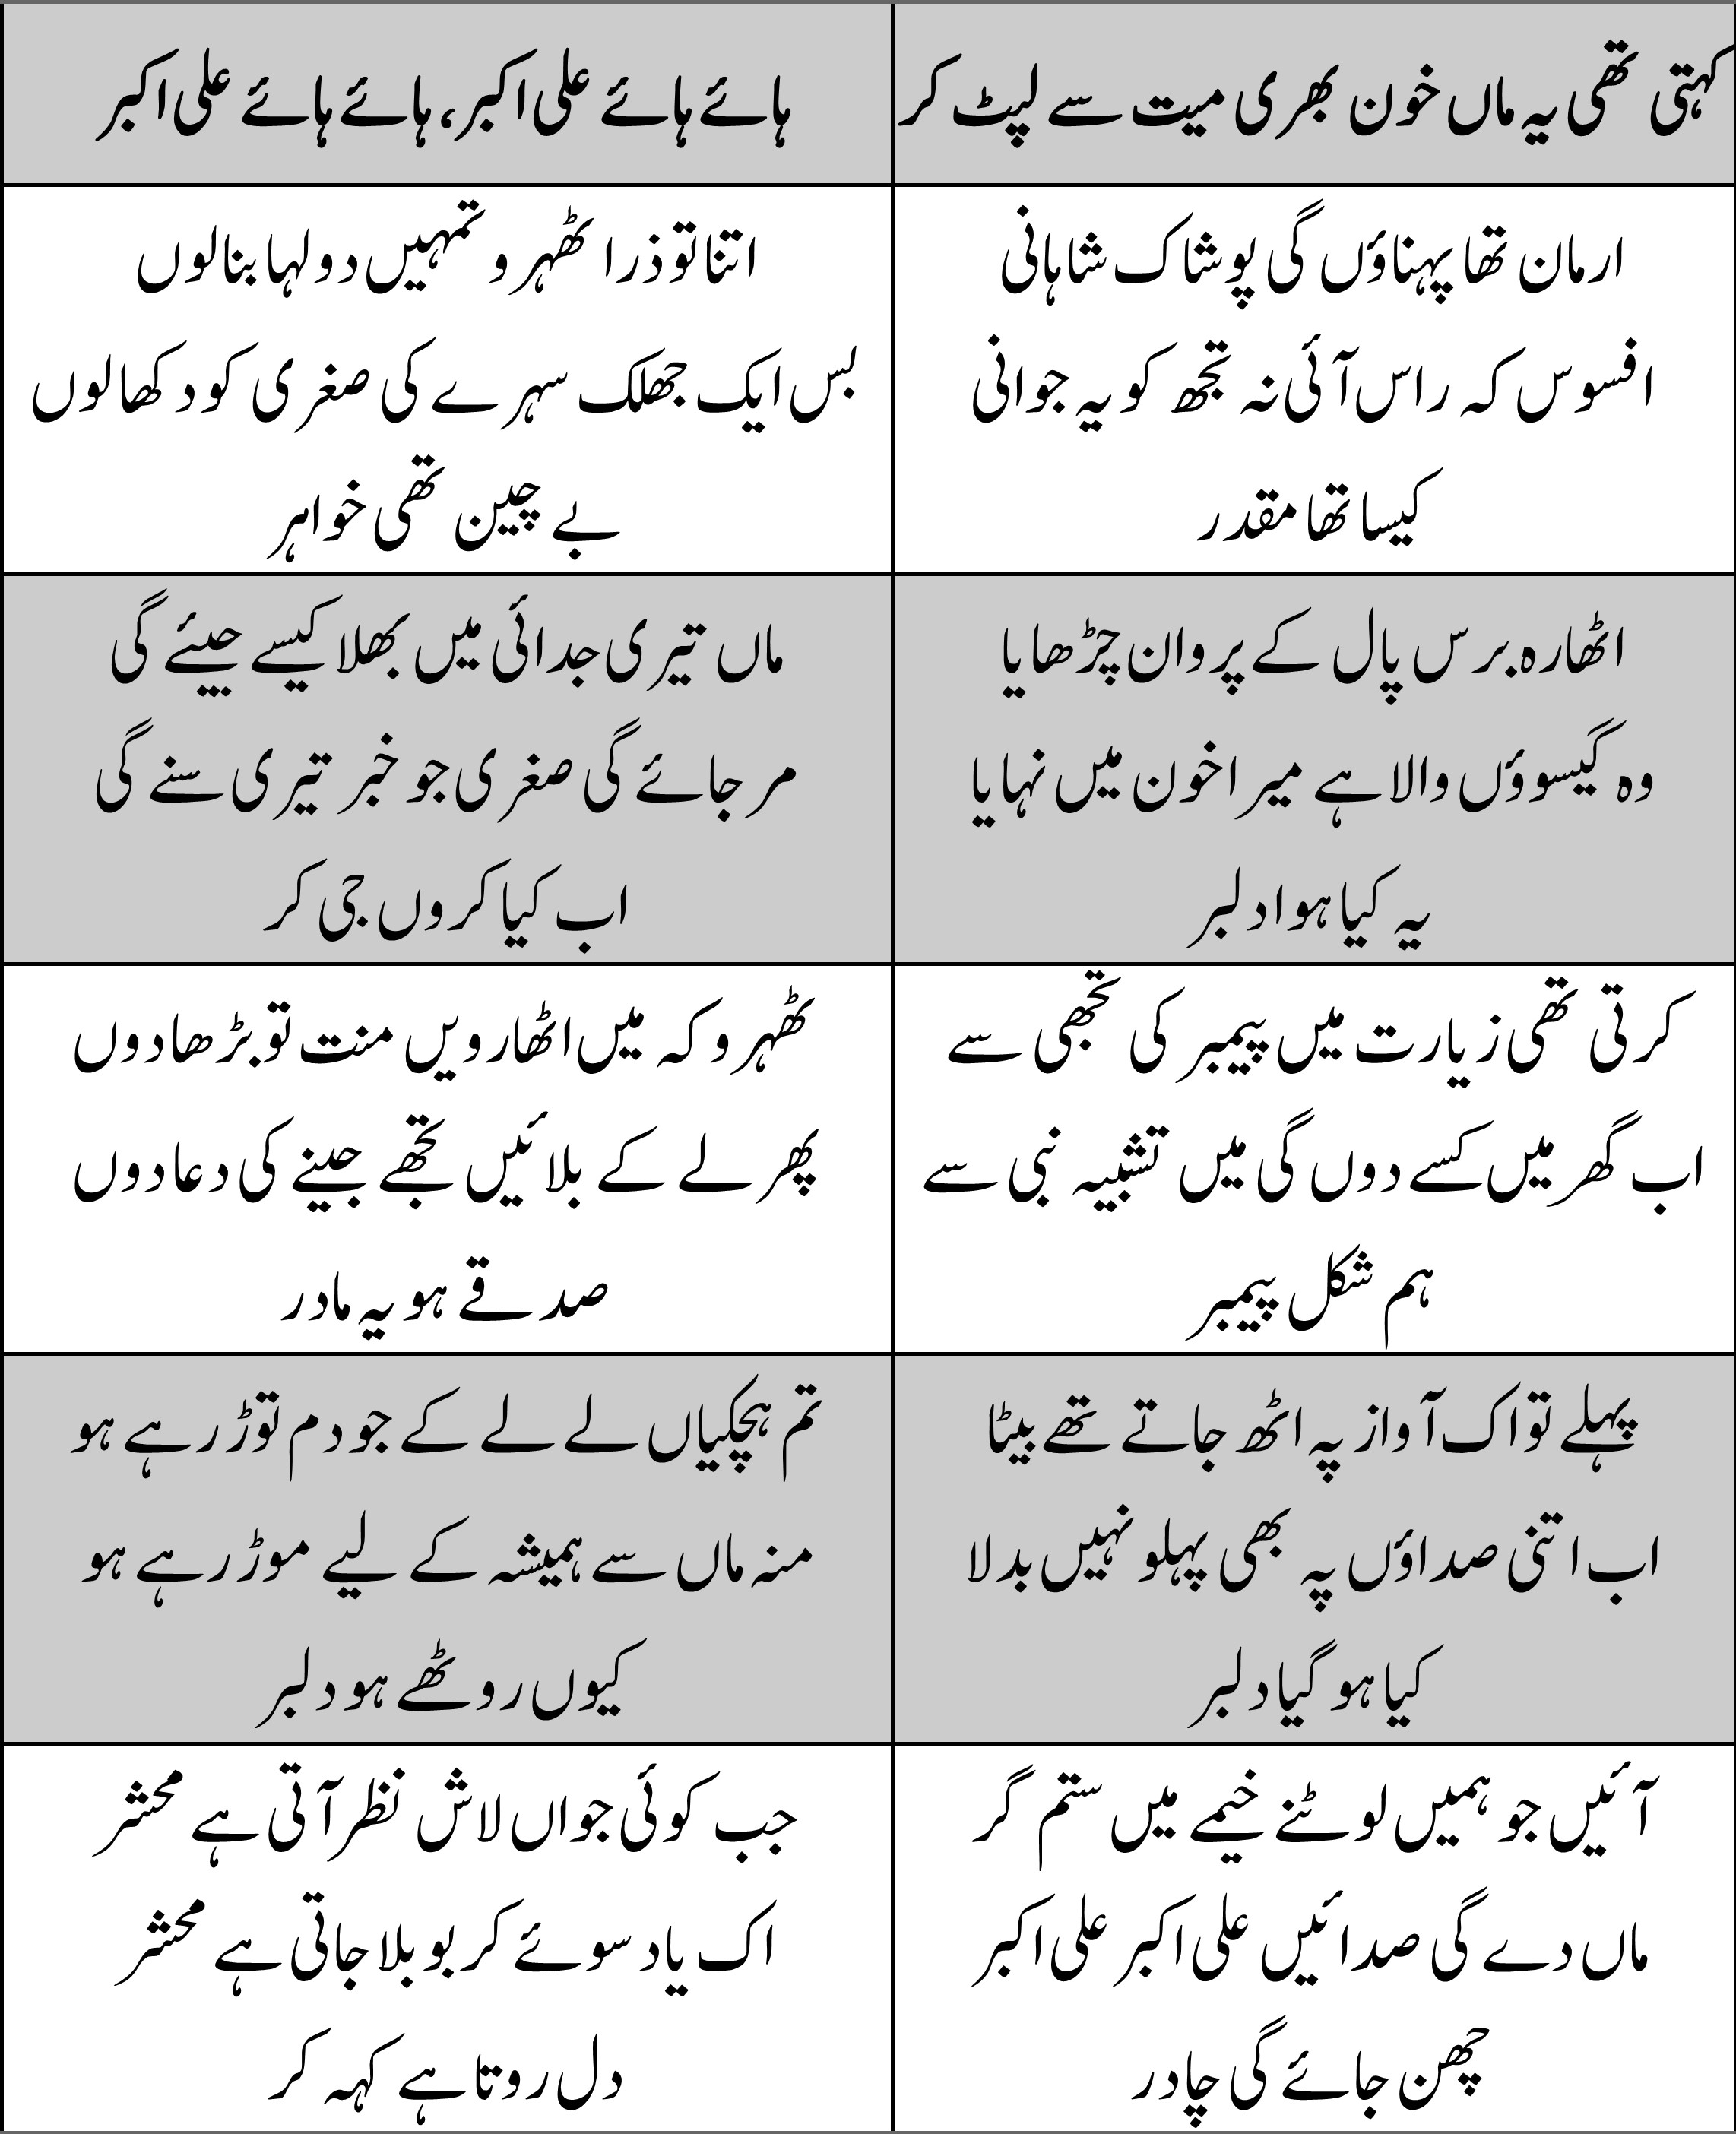 کہتی تھی یہ ماں خون بھری میت سے لپٹ کر
ہائے ہائے علی اکبر، ہائے ہائے علی اکبر
ارمان تھا پہناؤں گی پوشاک شاہانی
افسوس کہ راس آئی نہ تجھ کو یہ جوانی
کیسا تھا مقدر
اتنا تو ذرا ٹھہرو تمہیں دولہا بنا لوں
بس ایک جھلک سہرے کی صغری کو دکھا لوں
بے چین تھی خواہر
اٹھارہ برس پال کے پروان چڑھایا
وہ گیسوؤں والا ہے میرا خون میں نہایا
یہ کیا ہوا دلبر
ماں تیری جدائی میں بھلا کیسے جیئے گی
مر جائے گی صغری جو خبر تیری سنے گی
اب کیا کروں جی کر
کرتی تھی زیارت میں پیمبر کی تجھی سے
اب گھر میں کسے دوں گی میں تشبیہ نبی سے
ہم شکل پیمبر
ٹھہرو کہ میں اٹھارویں منت تو بڑھا دوں
پھر لے کے بلائیں تجھے جینے کی دعا دوں
صدقے ہو یہ مادر
پہلے تو اک آواز پہ اٹھ جاتے تھے بیٹا
اب اتنی صداؤں پہ بھی پہلو نہیں بدلا
کیا ہو گیا دلبر
تم ہچکیاں لے لے کے جو دم توڑ رہے ہو
منہ ماں سے ہمیشہ کے لیے موڑ رہے ہو
کیوں روٹھے ہو دلبر
آئیں جو ہمیں لوٹنے خیمے میں ستم گر
ماں دے گی صدائیں علی اکبر علی اکبر
چھن جائے گی چادر
جب کوئی جواں لاش نظر آتی ہے محشر
اک یاد سوئے کربوبلا جاتی ہے محشر
دل روتا ہے کہہ کر